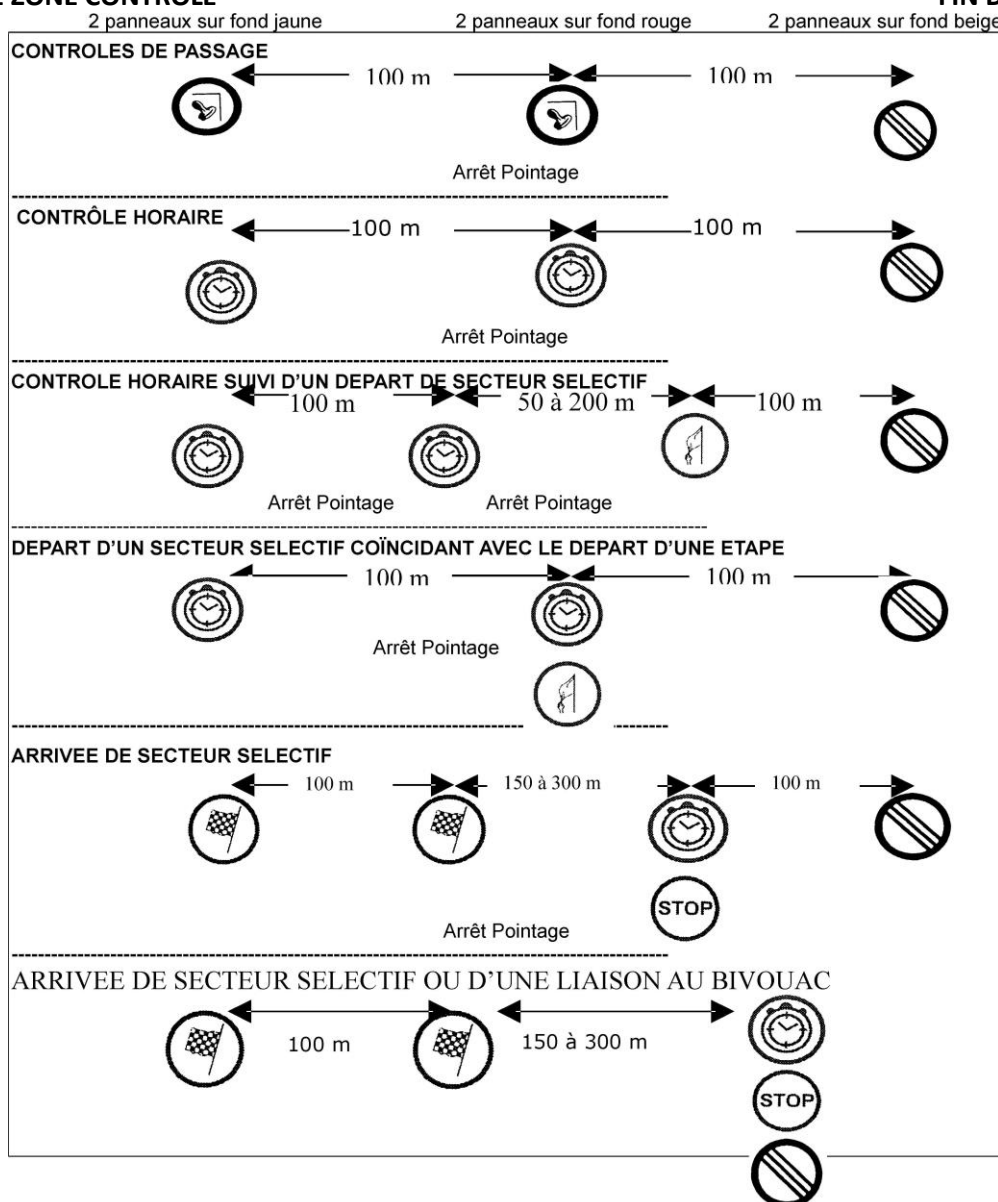 ZONE CONTROLE
2 panneaux sur fond jaune 2 panneaux sur fond rouge 2 panneaux sur fond beige
CONTROLES DE PASSAGE
100 m 100 m
Arrêt Pointage
CONTRÔLE HORAIRE
100 m 100 m
Arrêt Pointage
CONTROLE HORAIRE SUIVI D’UN DEPART DE SECTEUR SELECTIF
100 m 50 à 200 m 100 m
Arrêt Pointage Arrêt Pointage
DEPART D’UN SECTEUR SELECTIF COÏNCIDANT AVEC LE DEPART D’UNE ETAPE
100 m 100 m
Arrêt Pointage
ARRIVEE DE SECTEUR SELECTIF
100 m 150 à 300 m 100 m
STOP
Arrêt Pointage
ARRIVEE DE SECTEUR SELECTIF OU D’UNE LIAISON AU BIVOUAC
100 m 150 à 300 m
STOP